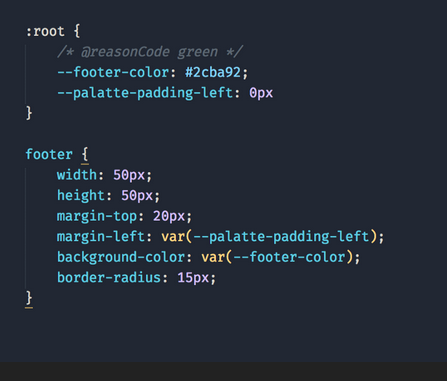 :root {
/* @reasonCode green */
--footer-color: #2cba92;
--palatte-padding-left: 0px
}
footer {
width: 50px;
height: 50px;
margin-top: 20px;
margin-left: var(--palatte-padding-left);
background-color: var(--footer-color);
border-radius: 15px;
}